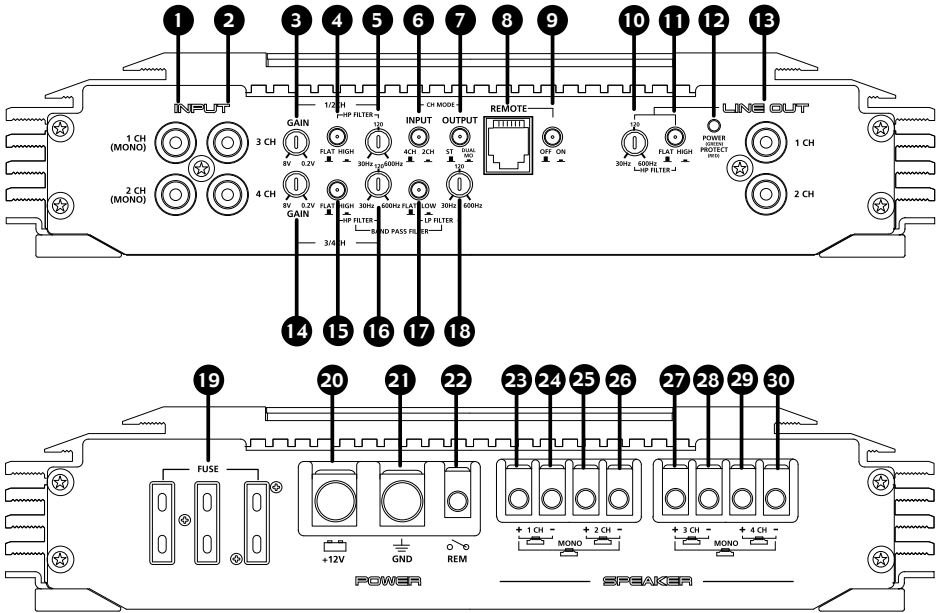 1 2 3 4 5 6 7 8 9 10 11 12 13
INPUT
1/2CH
HP FILTER
CH MODE
REMOTE
LINE OUT
GAIN
120
INPUT
OUTPUT
120
1 CH
(MONO)
3 CH
8V 0.2V
FLAT HIGH
30Hz 600Hz
4CH 2CH
ST DUAL MO
OFF ON
30Hz 600Hz
FLAT HIGH
HP FILTER
POWER
(GREEN)
PROTECT
(RED)
1 CH
120
120
2 CH
(MONO)
4 CH
8V 0.2V
GAIN
FLAT HIGH
HP FILTER
30Hz 600Hz
FLAT LOW
LP FILTER
30Hz 600Hz
2 CH
BAND PASS FILTER
3/4CH
14 15 16 17 18
19 20 21 22 23 24 25 26 27 28 29 30
FUSE
+12V
GND
REM
+ 1 CH −
+ 2 CH −
MONO
+ 3 CH −
+ 4 CH −
MONO
POWER
SPEAKER